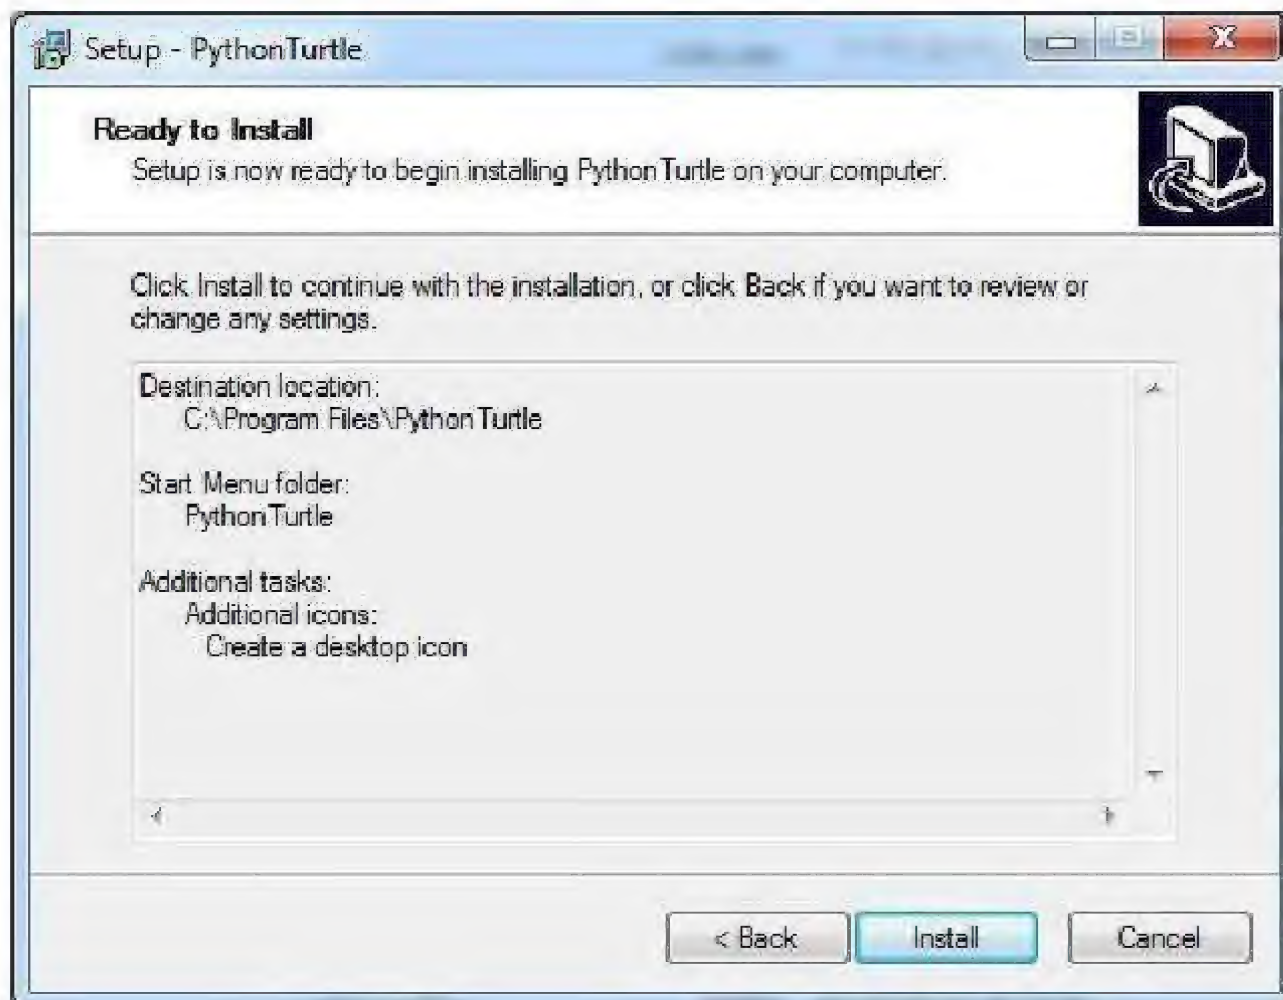 Setup - PythonTurtle
Ready to Install
Setup is now ready to begin installing PythonTurtle on your computer.
Click Install to continue with the installation, or click Back if you want to review or
change any settings.
Destination location:
C:\Program Files\PythonTurtle
Start Menu folder:
PythonTurtle
Additional tasks:
Additional icons:
Create a desktop icon
< Back
Install
Cancel